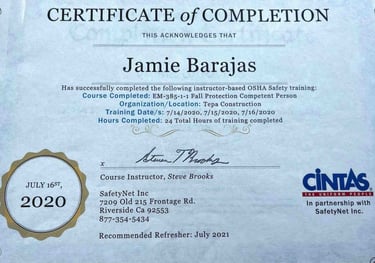 CERTIFICATE of COMPLETION
THIS ACKNOWLEDGES THAT
Jamie Barajas
Has successfully completed the following instructor-based OSHA Safety training:
Course Completed: EM-385-1-1 Fall Protection Competent Person
Organization/Location: Tepa Construction
Training Date/s: 7/14/2020, 7/15/2020, 7/16/2020
Hours Completed: 24 Total Hours of training completed
x Steven T Brooks
Course Instructor, Steve Brooks
JULY 16ST,
2020
SafetyNet Inc
7209 Old 215 Frontage Rd.
Riverside Ca 92553
877-354-5434
Recommended Refresher: July 2021
CINTAS
THE UNIFORM PEOPLE
In partnership with
SafetyNet Inc.